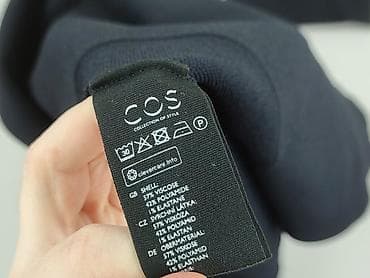 COS
COLLECTION OF STYLE
30 P
clevercare.info
GB SHELL:
57% VISCOSE
42% POLYAMIDE
1% ELASTANE
CZ SVRCHNÍ LÁTKA:
57% VISKÓZA
42% POLYAMID
1% ELASTAN
DE OBERMATERIAL:
57% VISKOSE
42% POLYAMID
1% ELASTHAN